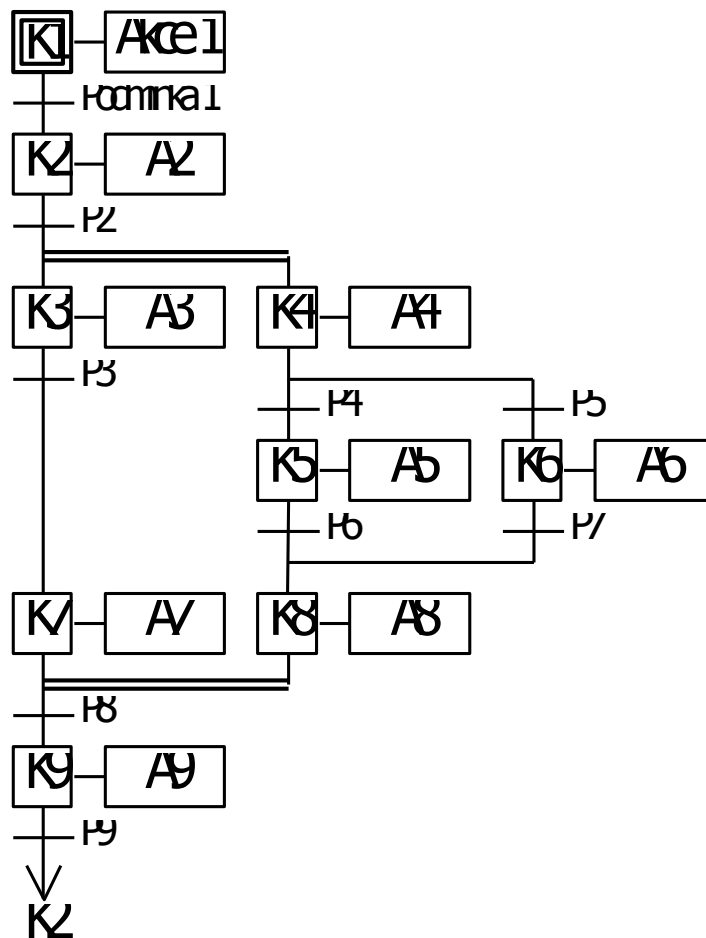 K1 Akce1
Podmínka1
K2 A2
P2
K3 A3 K4 A4
P3
P4 P5
K5 A5 K6 A6
P6 P7
K7 A7 K8 A8
P8
K9 A9
P9
K2